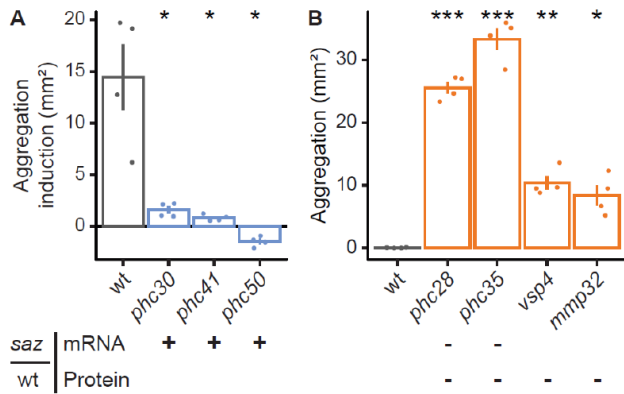 A
* * *
20
15
10
5
0
Aggregation
induction (mm²)
wt phc30 phc41 phc50
B
*** *** ** *
30
20
10
0
Aggregation (mm²)
wt phc28 phc35 vsp4 mmp32
saz mRNA + + + - -
wt Protein - - - -